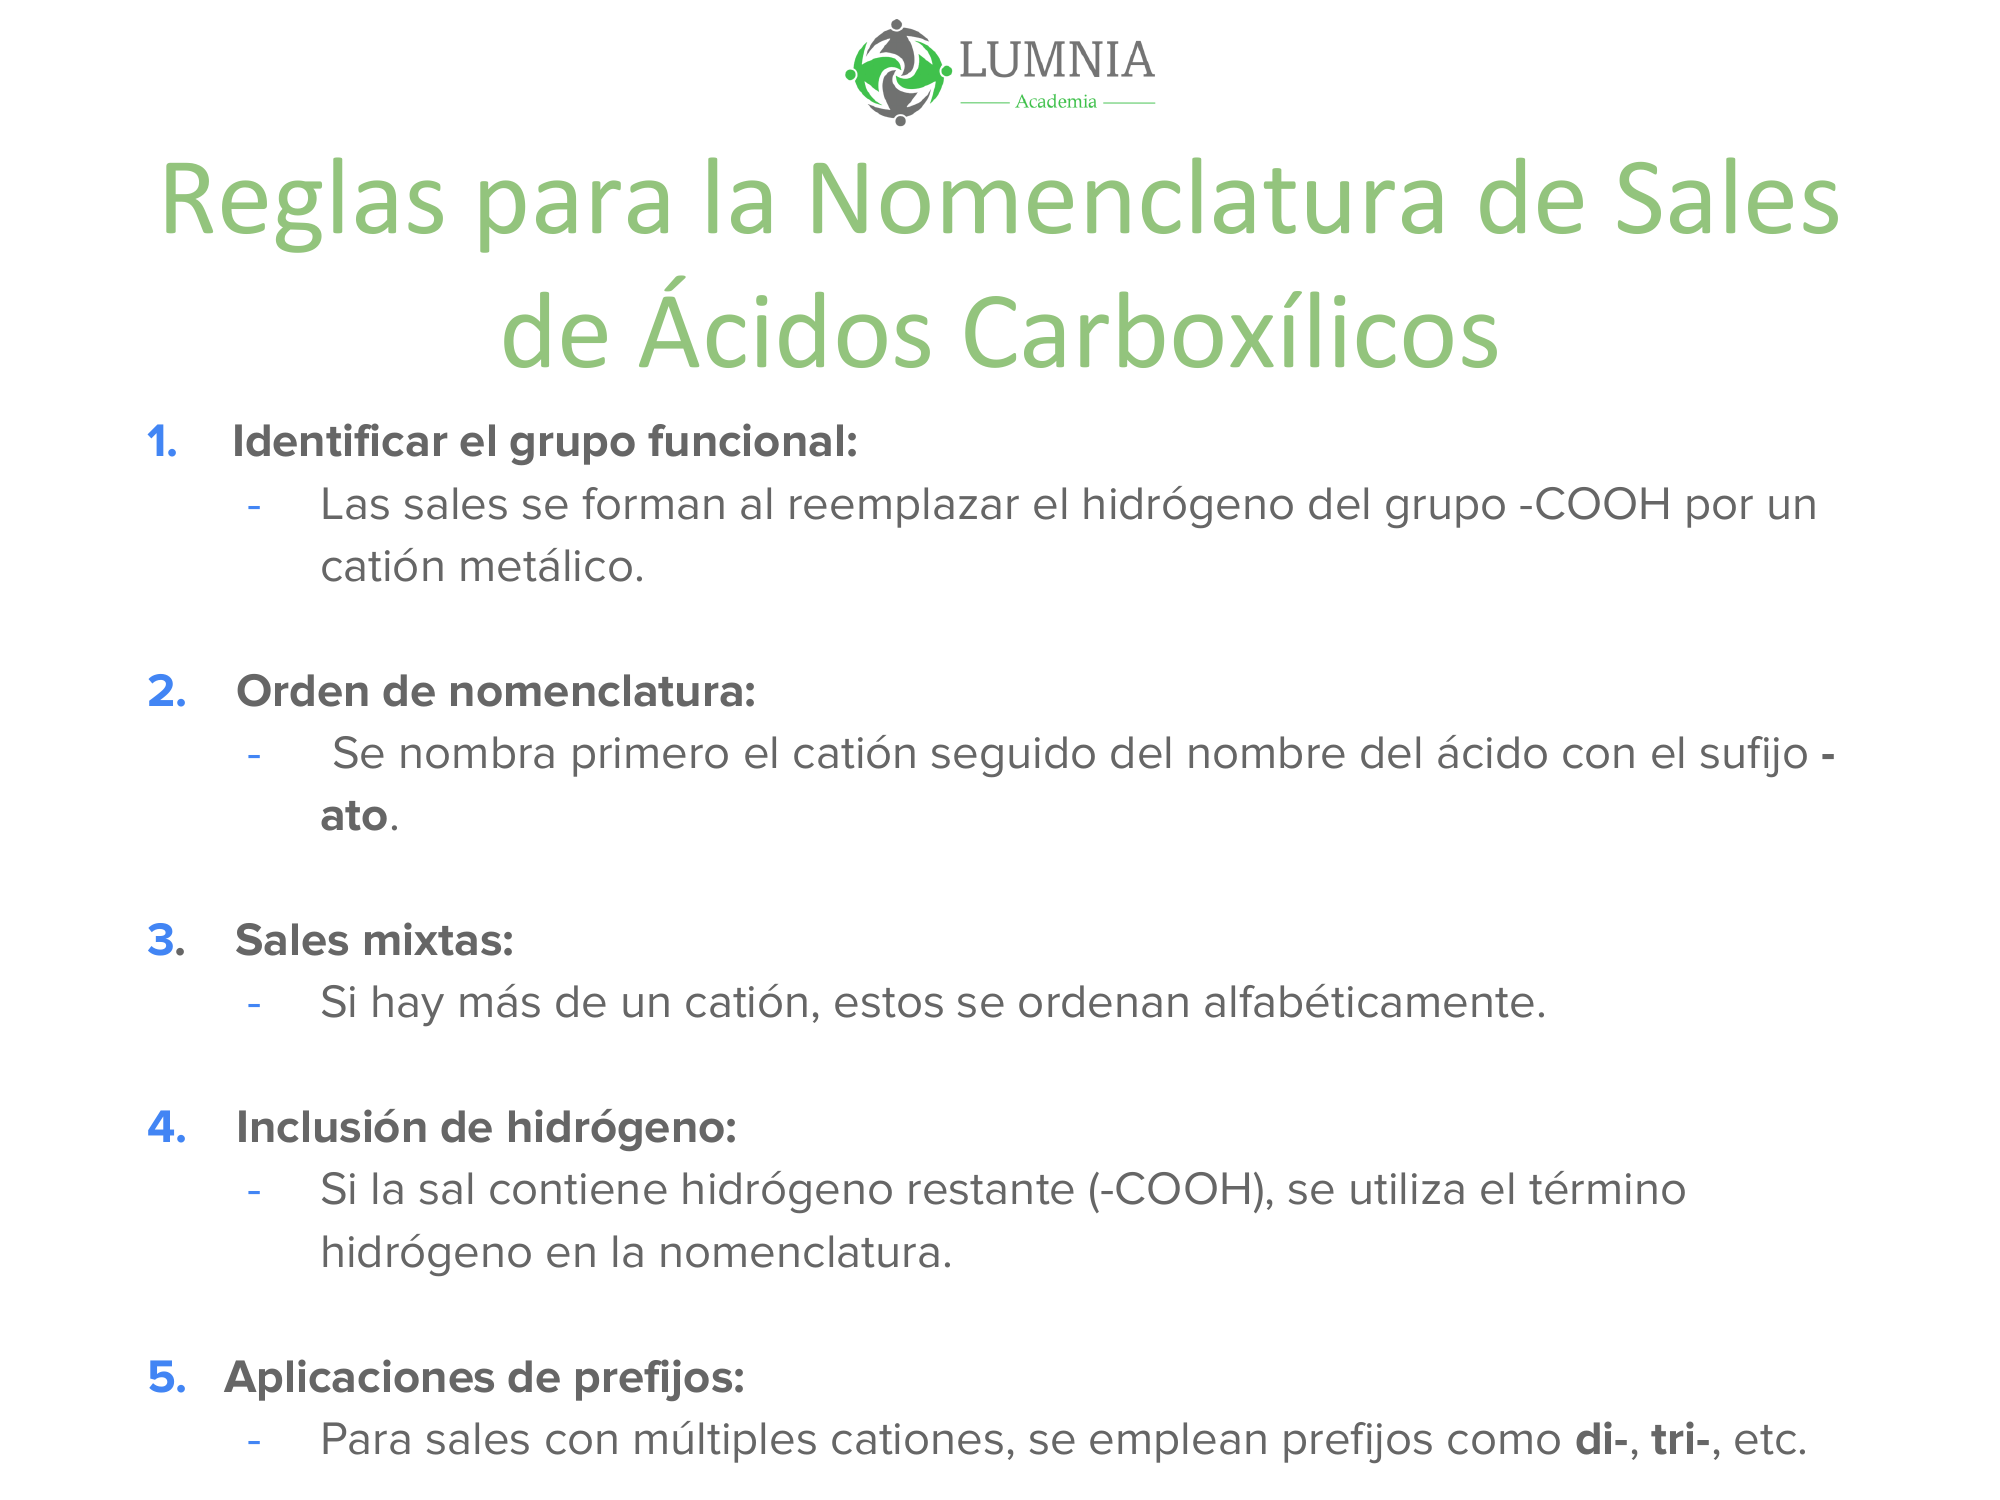 LUMNIA
Academia
Reglas para la Nomenclatura de Sales
de Ácidos Carboxílicos
1. Identificar el grupo funcional:
- Las sales se forman al reemplazar el hidrógeno del grupo -COOH por un
catión metálico.
2. Orden de nomenclatura:
- Se nombra primero el catión seguido del nombre del ácido con el sufijo -
ato.
3. Sales mixtas:
- Si hay más de un catión, estos se ordenan alfabéticamente.
4. Inclusión de hidrógeno:
- Si la sal contiene hidrógeno restante (-COOH), se utiliza el término
hidrógeno en la nomenclatura.
5. Aplicaciones de prefijos:
- Para sales con múltiples cationes, se emplean prefijos como di-, tri-, etc.